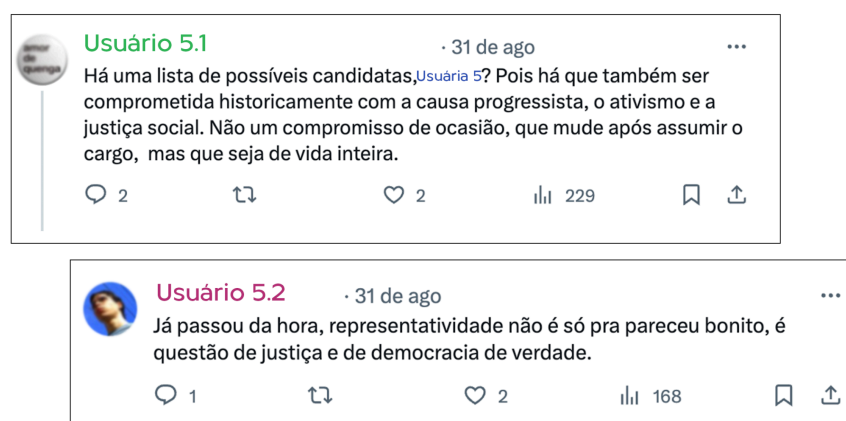 amor
de
quenga
Usuário 5.1 · 31 de ago
Há uma lista de possíveis candidatas,Usuária 5? Pois há que também ser
comprometida historicamente com a causa progressista, o ativismo e a
justiça social. Não um compromisso de ocasião, que mude após assumir o
cargo, mas que seja de vida inteira.
2 2 229
Usuário 5.2 · 31 de ago
Já passou da hora, representatividade não é só pra pareceu bonito, é
questão de justiça e de democracia de verdade.
1 2 168